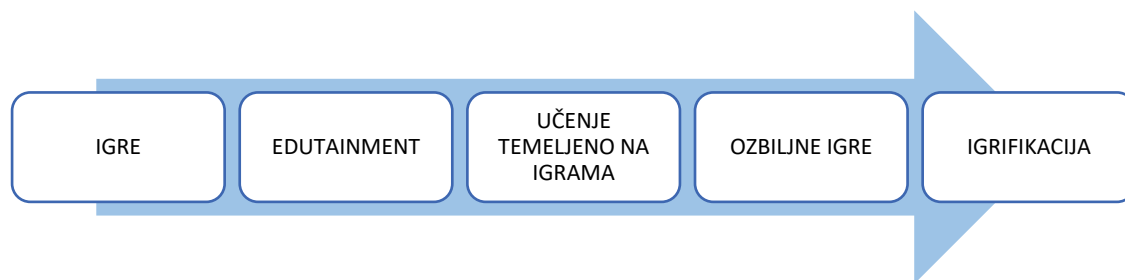 IGRE
EDUTAINMENT
UČENJE
TEMELJENO NA
IGRAMA
OZBILJNE IGRE
IGRIFIKACIJA